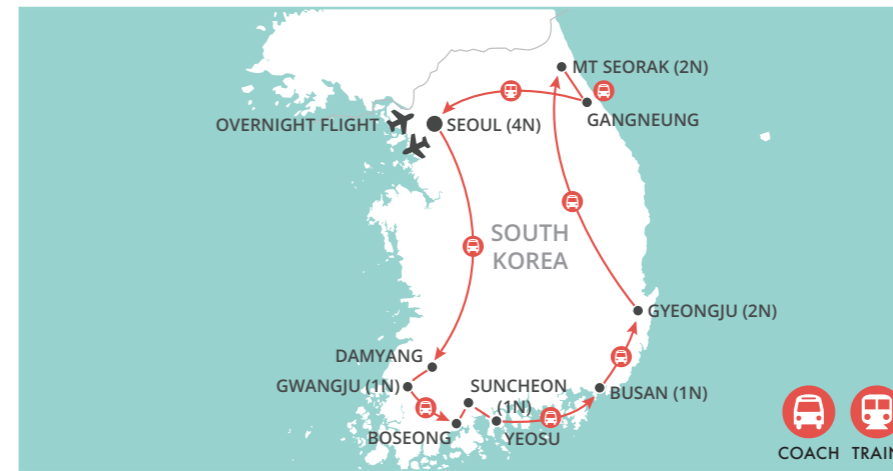 MT SEORAK (2N)
GANGNEUNG
OVERNIGHT FLIGHT
SEOUL (4N)
SOUTH
KOREA
GYEONGJU (2N)
DAMYANG
GWANGJU (1N)
SUNCHEON
(1N)
BUSAN (1N)
BOSEONG
YEOSU
COACH
TRAIN